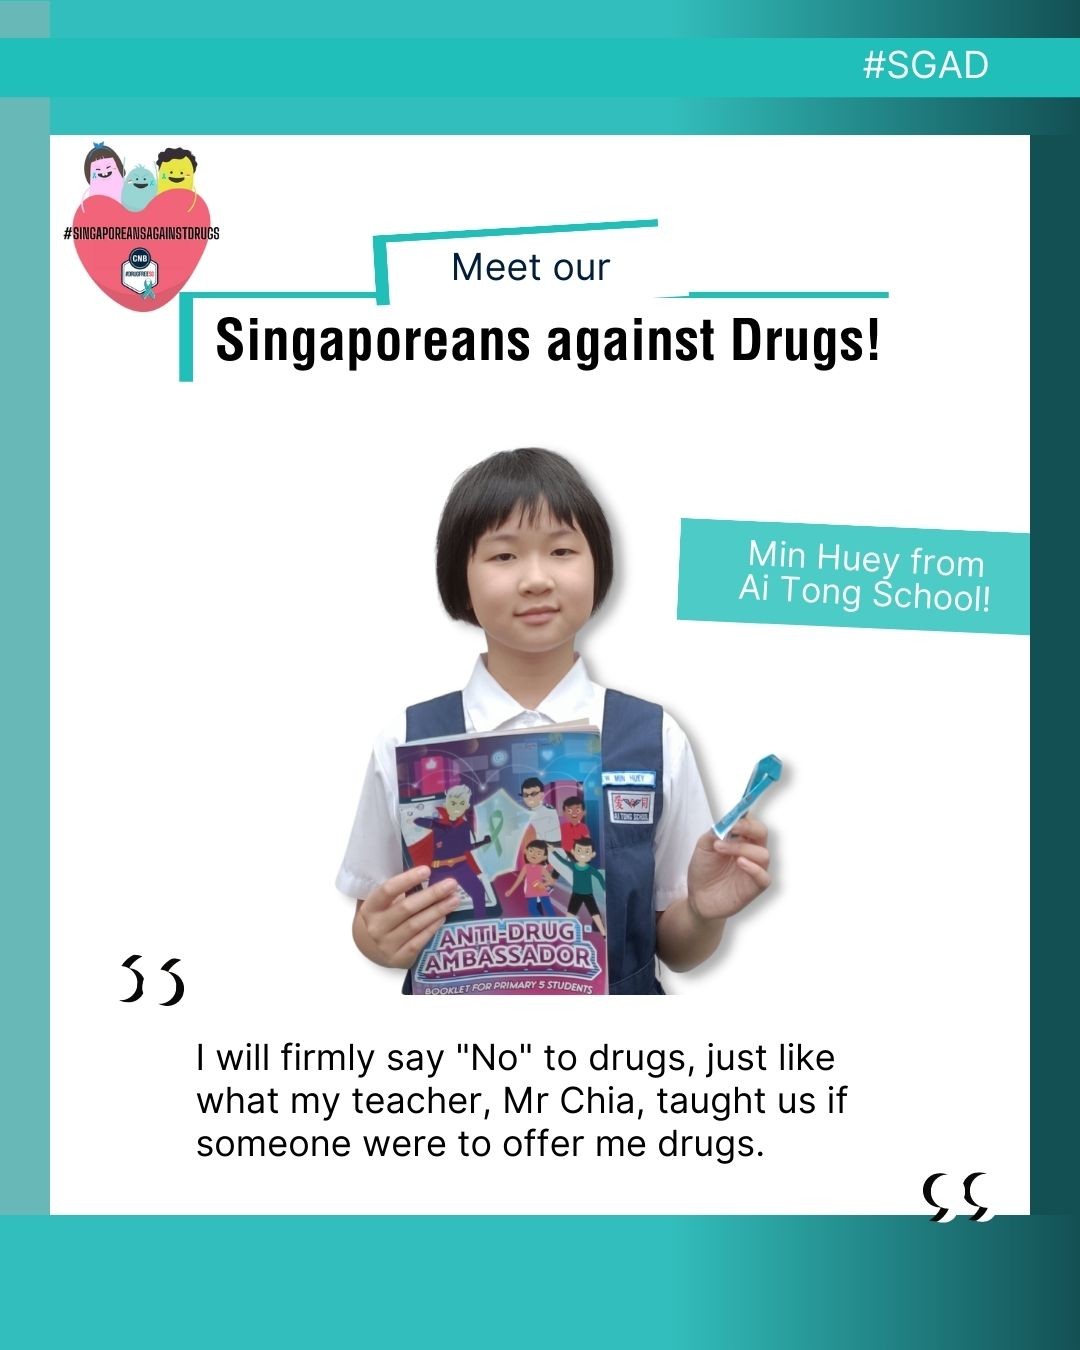 #SGAD
#SINGAPOREANSAGAINSTDRUGS
CNB
#DRUGFREESG
Meet our
Singaporeans against Drugs!
Min Huey from
Ai Tong School!
MIN HUEY
爱 同
AI TONG SCHOOL
ANTI-DRUG
AMBASSADOR
BOOKLET FOR PRIMARY 5 STUDENTS
I will firmly say "No" to drugs, just like
what my teacher, Mr Chia, taught us if
someone were to offer me drugs.